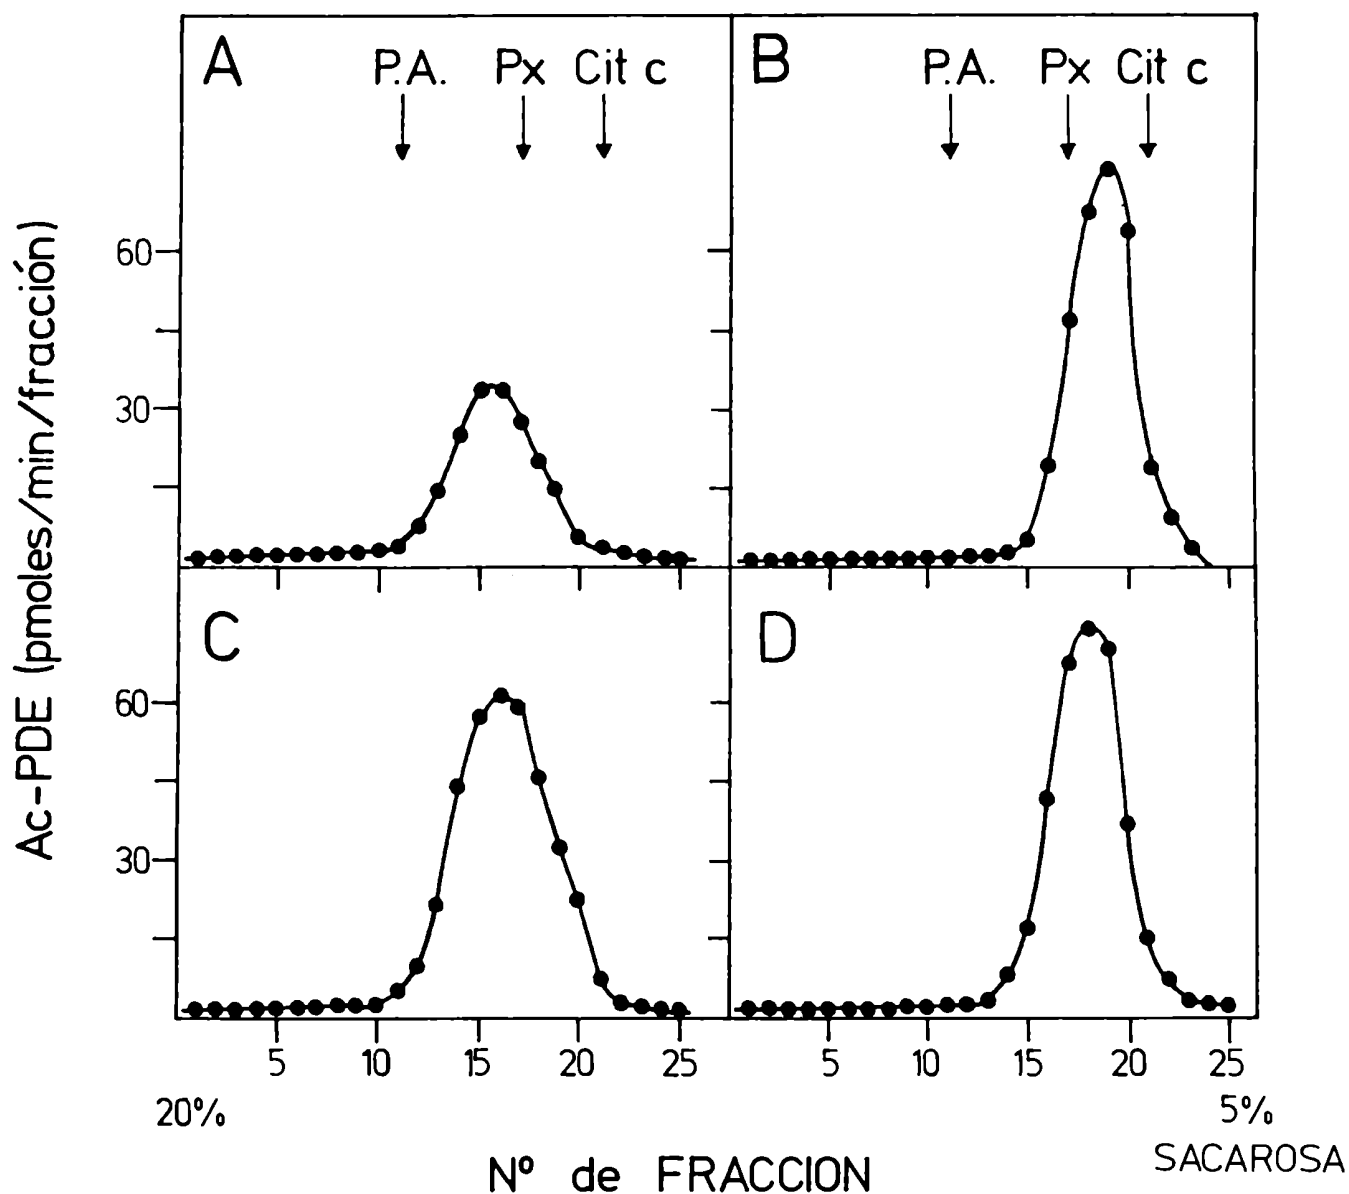 A
P.A. Px Cit c
B
P.A. Px Cit c
60
30
C
D
60
30
Ac-PDE (pmoles/min/fracción)
5 10 15 20 25
5 10 15 20 25
20%
5%
SACAROSA
Nº de FRACCION